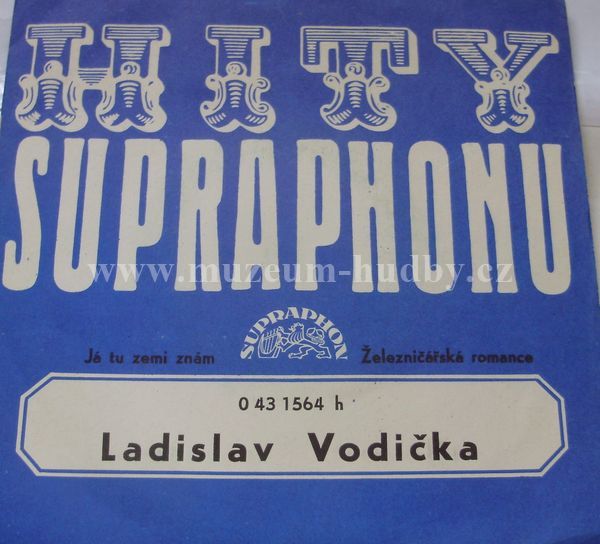 HITY
SUPRAPHONU
www.muzeum-hudby.cz
SUPRAPHON
Já tu zemi znám Železničářská romance
0 43 1564 h
Ladislav Vodička